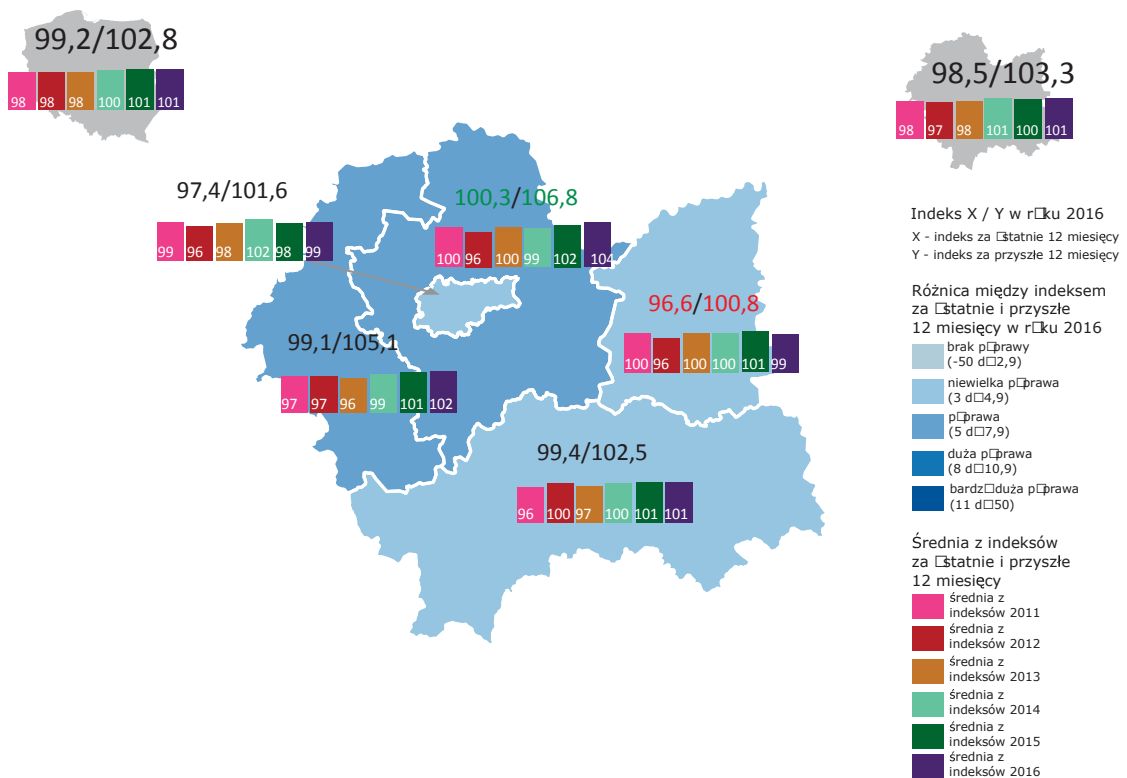 99,2/102,8
98 98 98 100 101 101
98,5/103,3
98 97 98 101 100 101
97,4/101,6
99 96 98 102 98 99
100,3/106,8
100 96 100 99 102 104
96,6/100,8
100 96 100 100 101 99
99,1/105,1
97 97 96 99 101 102
99,4/102,5
96 100 97 100 101 101
Indeks X / Y w r□ku 2016
X - indeks za □statnie 12 miesięcy
Y - indeks za przyszłe 12 miesięcy
Różnica między indeksem
za □statnie i przyszłe
12 miesięcy w r□ku 2016
brak p□prawy
(-50 d□2,9)
niewielka p□prawa
(3 d□4,9)
p□prawa
(5 d□7,9)
duża p□prawa
(8 d□10,9)
bardz□duża p□prawa
(11 d□50)
Średnia z indeksów
za □statnie i przyszłe
12 miesięcy
średnia z
indeksów 2011
średnia z
indeksów 2012
średnia z
indeksów 2013
średnia z
indeksów 2014
średnia z
indeksów 2015
średnia z
indeksów 2016